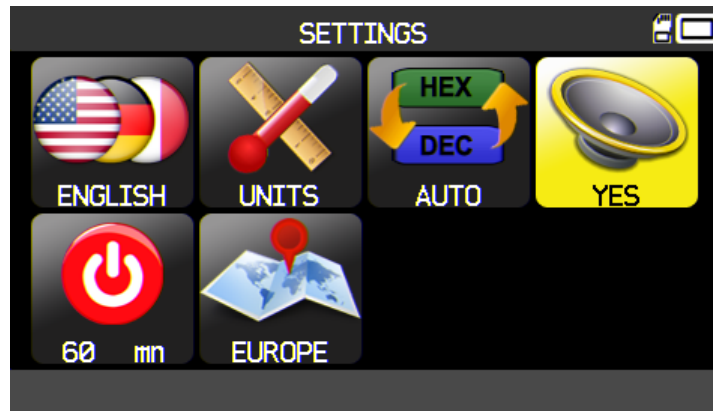 SETTINGS
HEX
DEC
ENGLISH UNITS AUTO YES
60 mn EUROPE